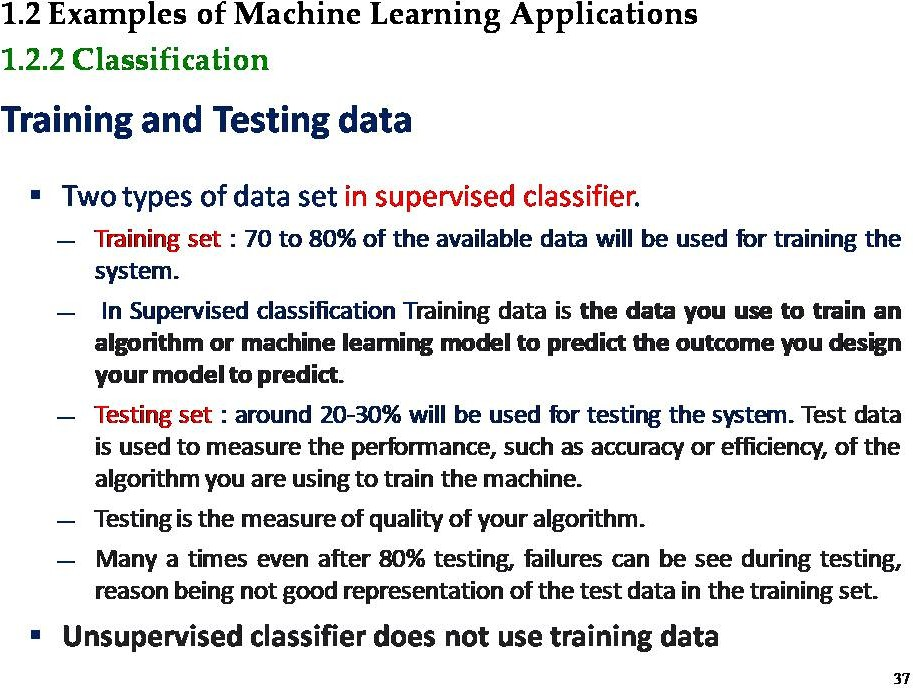 1.2 Examples of Machine Learning Applications
1.2.2 Classification
Training and Testing data
▪ Two types of data set in supervised classifier.
— Training set : 70 to 80% of the available data will be used for training the
system.
— In Supervised classification Training data is the data you use to train an
algorithm or machine learning model to predict the outcome you design
your model to predict.
— Testing set : around 20-30% will be used for testing the system. Test data
is used to measure the performance, such as accuracy or efficiency, of the
algorithm you are using to train the machine.
— Testing is the measure of quality of your algorithm.
— Many a times even after 80% testing, failures can be see during testing,
reason being not good representation of the test data in the training set.
▪ Unsupervised classifier does not use training data
37